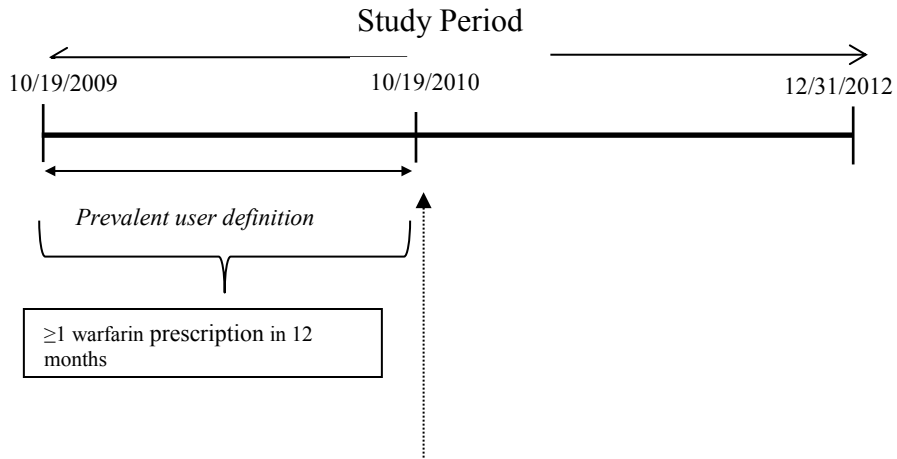 Study Period
10/19/2009 10/19/2010 12/31/2012
Prevalent user definition
≥1 warfarin prescription in 12
months